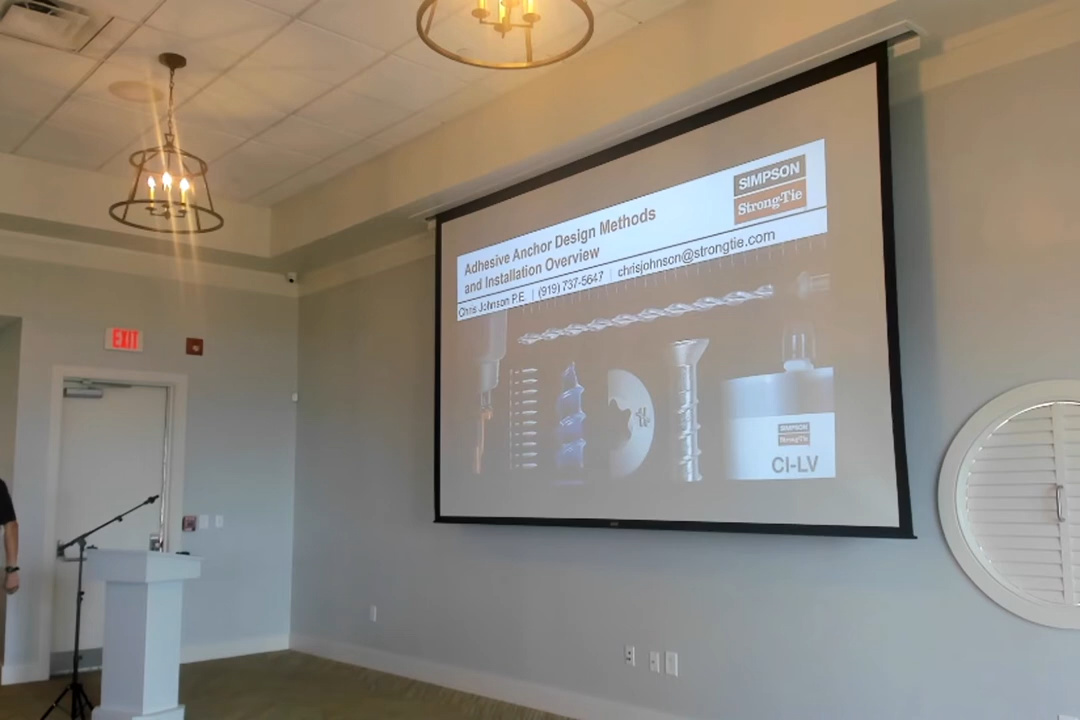 EXIT
SIMPSON
Strong-Tie
Adhesive Anchor Design Methods
and Installation Overview
Chris Johnson P.E. | (919) 737-5647 | chrisjohnson@strongtie.com
SIMPSON
Strong-Tie
CI-LV